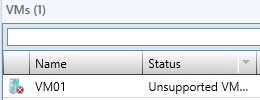 VMs (1)
Name Status
VM01 Unsupported VM...